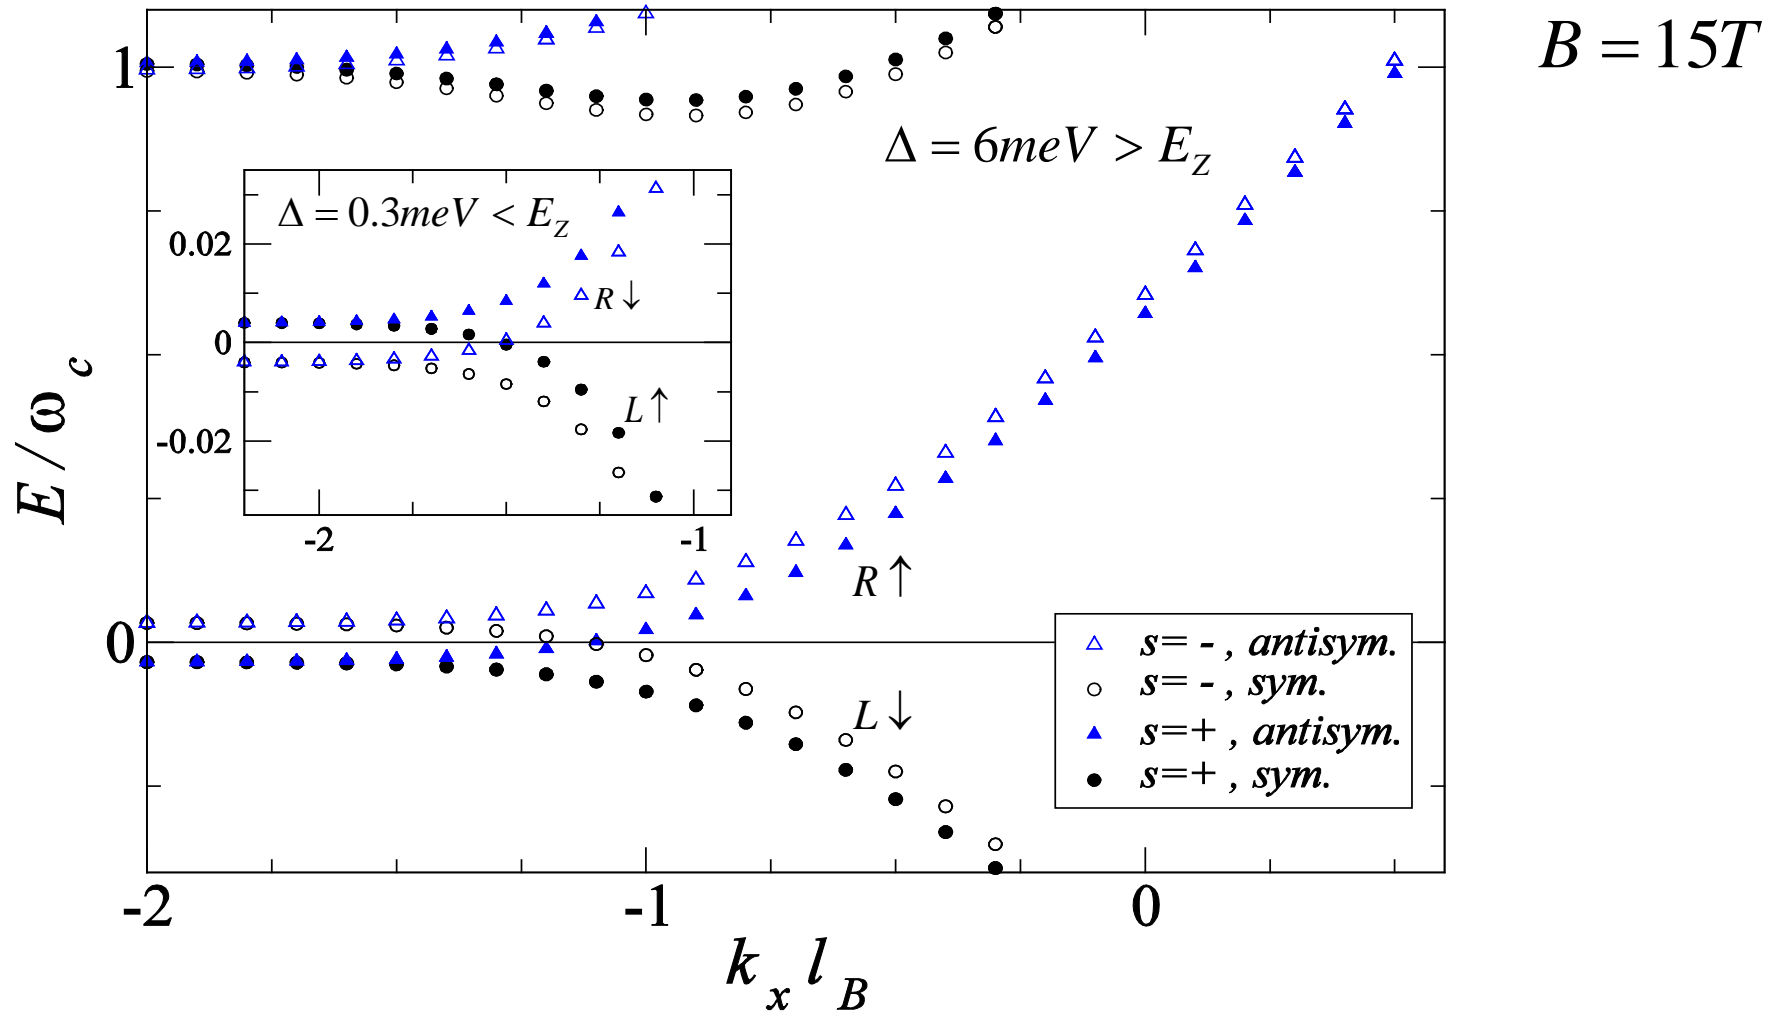 B = 15T
1
Δ = 6meV > E_Z
Δ = 0.3meV < E_Z
0.02
R↓
0
L↑
-0.02
-2 -1
E / ω_c
R↑
0
s= - , antisym.
s= - , sym.
L↓
s=+ , antisym.
s=+ , sym.
-2 -1 0
k_x l_B